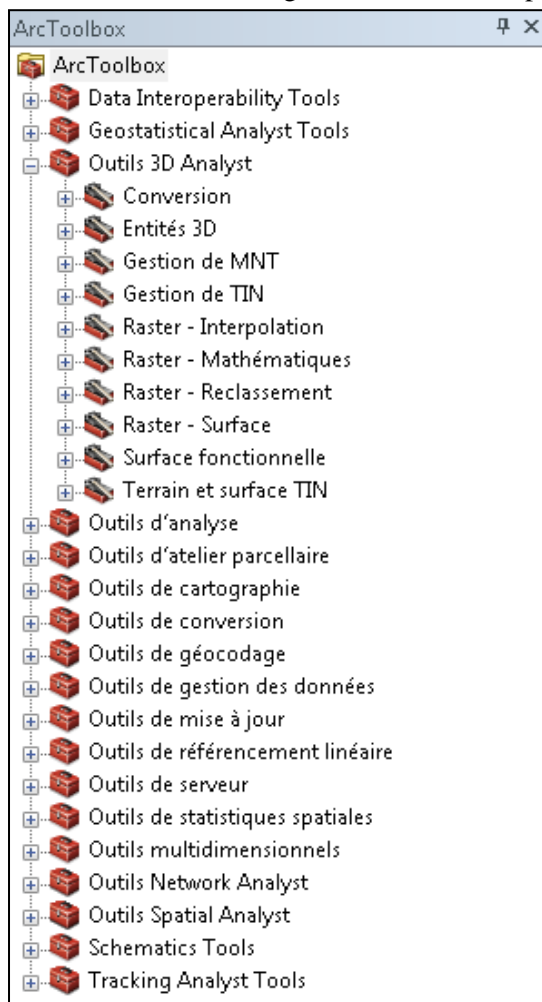 ArcToolbox
ArcToolbox
Data Interoperability Tools
Geostatistical Analyst Tools
Outils 3D Analyst
Conversion
Entités 3D
Gestion de MNT
Gestion de TIN
Raster - Interpolation
Raster - Mathématiques
Raster - Reclassement
Raster - Surface
Surface fonctionnelle
Terrain et surface TIN
Outils d'analyse
Outils d'atelier parcellaire
Outils de cartographie
Outils de conversion
Outils de géocodage
Outils de gestion des données
Outils de mise à jour
Outils de référencement linéaire
Outils de serveur
Outils de statistiques spatiales
Outils multidimensionnels
Outils Network Analyst
Outils Spatial Analyst
Schematics Tools
Tracking Analyst Tools